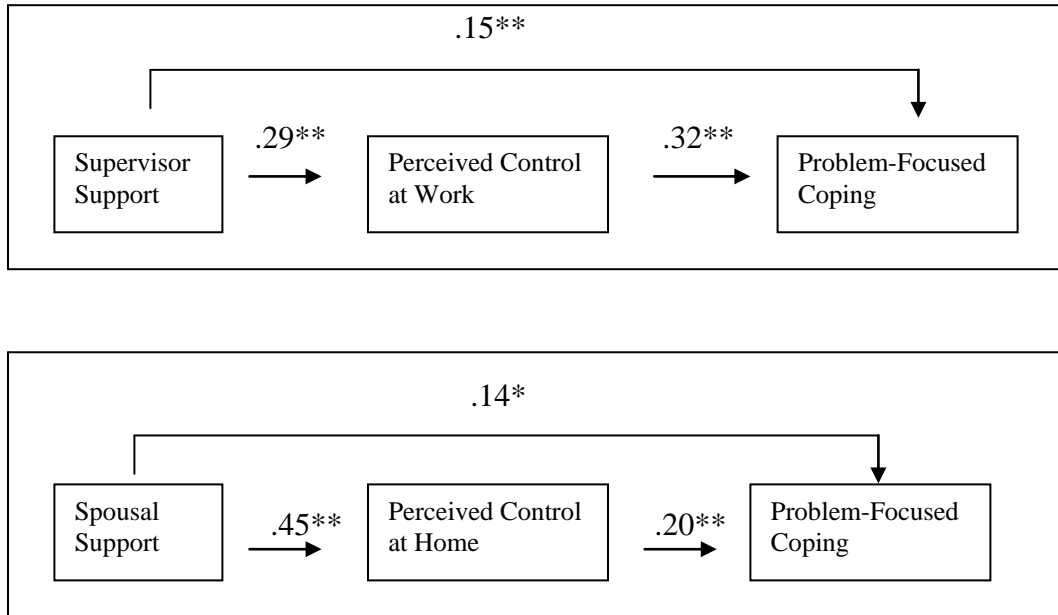 .15**
.29**
.32**
Supervisor
Support
Perceived Control
at Work
Problem-Focused
Coping
.14*
Spousal
Support
.45**
Perceived Control
at Home
.20**
Problem-Focused
Coping